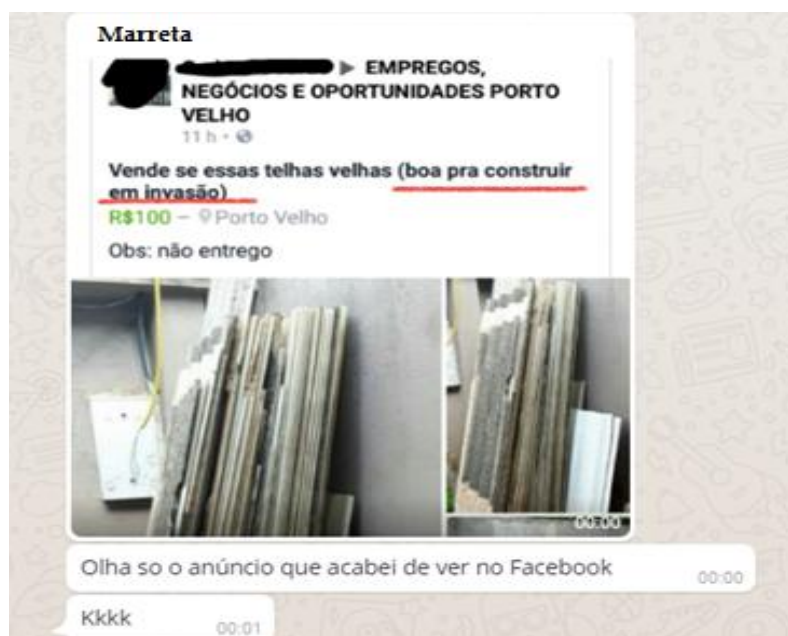 Marreta
▶ EMPREGOS,
NEGÓCIOS E OPORTUNIDADES PORTO
VELHO
11 h ·
Vende se essas telhas velhas (boa pra construir
em invasão)
R$100 – Porto Velho
Obs: não entrego
00:00
Olha so o anúncio que acabei de ver no Facebook
00:00
Kkkk
00:01